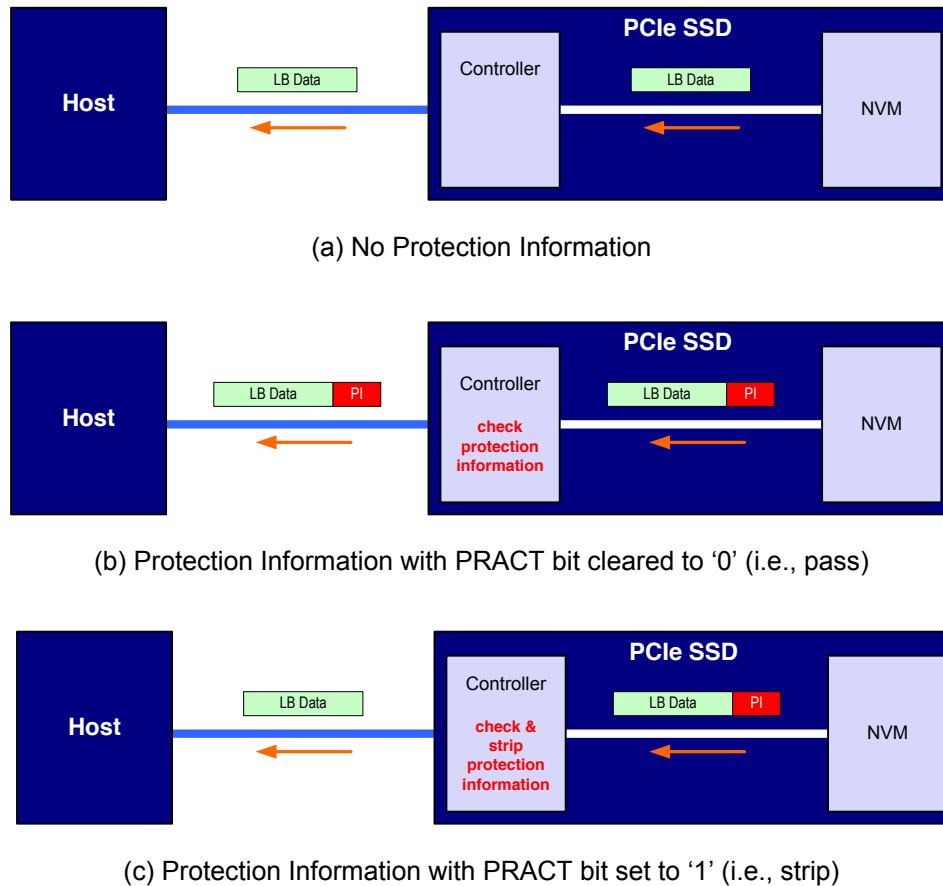 PCIe SSD
Controller
LB Data
LB Data
Host
NVM
(a) No Protection Information
PCIe SSD
Controller
LB Data PI
LB Data PI
Host
NVM
check
protection
information
(b) Protection Information with PRACT bit cleared to ‘0’ (i.e., pass)
PCIe SSD
Controller
LB Data
LB Data PI
Host
NVM
check &
strip
protection
information
(c) Protection Information with PRACT bit set to ‘1’ (i.e., strip)